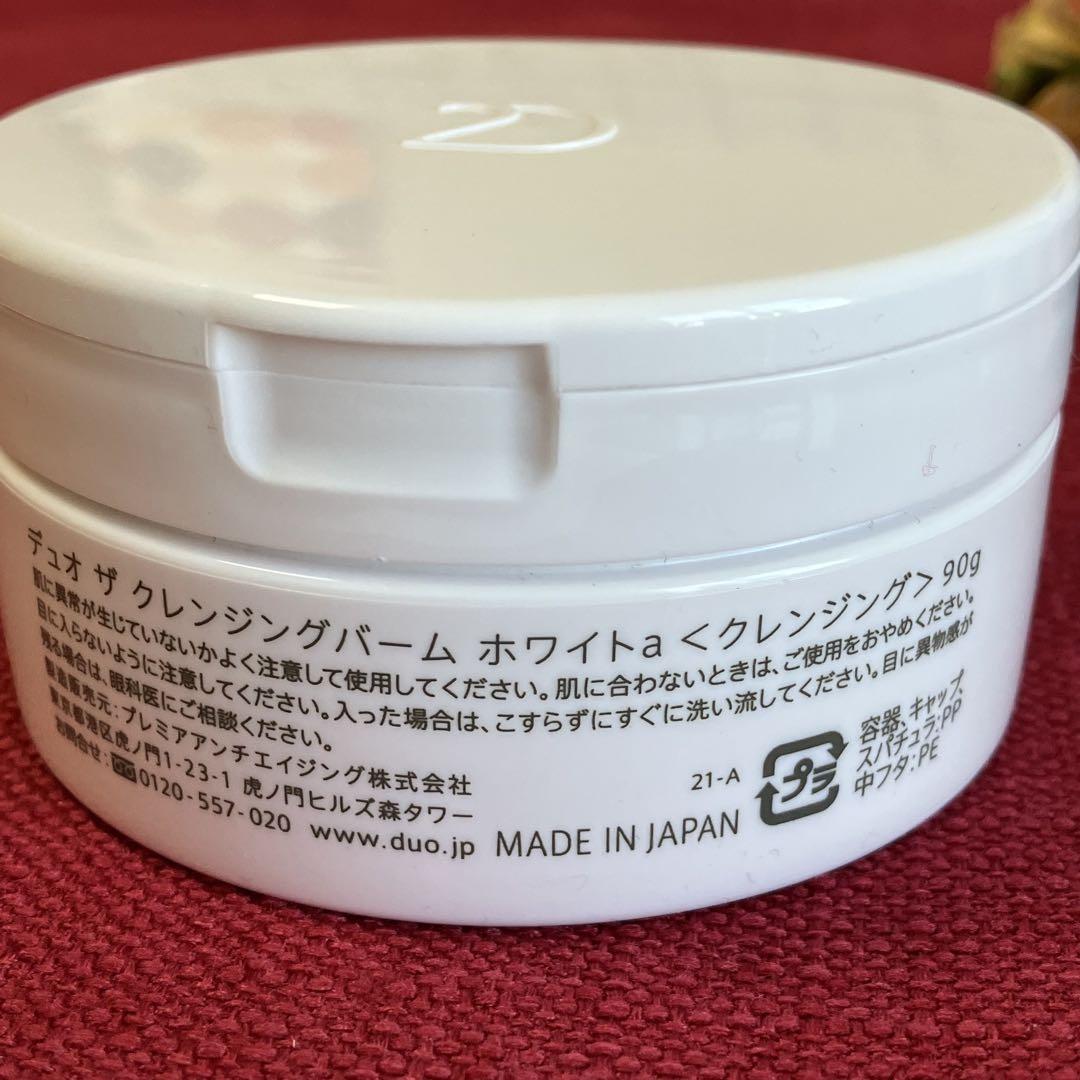 デュオ ザ クレンジングバーム ホワイトa <クレンジング> 90g
肌に異常が生じていないかよく注意して使用してください。肌に合わないときは、ご使用をおやめください。
目に入らないように注意してください。入った場合は、こすらずにすぐに洗い流してください。目に異物感が
残る場合は、眼科医にご相談ください。
製造販売元:プレミアアンチエイジング株式会社
東京都港区虎ノ門1-23-1 虎ノ門ヒルズ森タワー
お問合せ:0120-557-020 www.duo.jp MADE IN JAPAN
21-A
プラ
容器、キャップ、
スパチュラ:PP
中フタ:PE